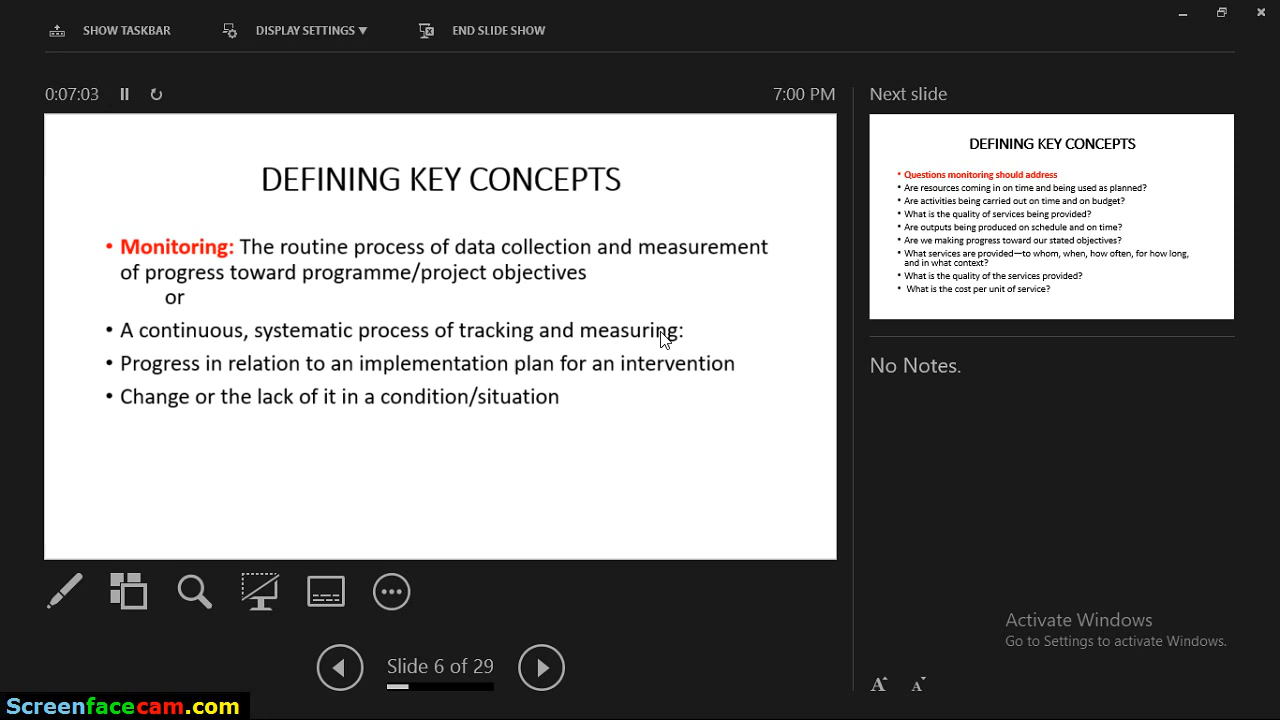 SHOW TASKBAR
DISPLAY SETTINGS ▼
END SLIDE SHOW
0:07:03
7:00 PM
DEFINING KEY CONCEPTS
• Monitoring: The routine process of data collection and measurement
of progress toward programme/project objectives
or
• A continuous, systematic process of tracking and measuring:
• Progress in relation to an implementation plan for an intervention
• Change or the lack of it in a condition/situation
Slide 6 of 29
Next slide
DEFINING KEY CONCEPTS
• Questions monitoring should address
• Are resources coming in on time and being used as planned?
• Are activities being carried out on time and on budget?
• What is the quality of services being provided?
• Are outputs being produced on schedule and on time?
• Are we making progress toward our stated objectives?
• What services are provided—to whom, when, how often, for how long,
and in what context?
• What is the quality of the services provided?
• What is the cost per unit of service?
No Notes.
Activate Windows
Go to Settings to activate Windows.
A A
Screenfacecam.com